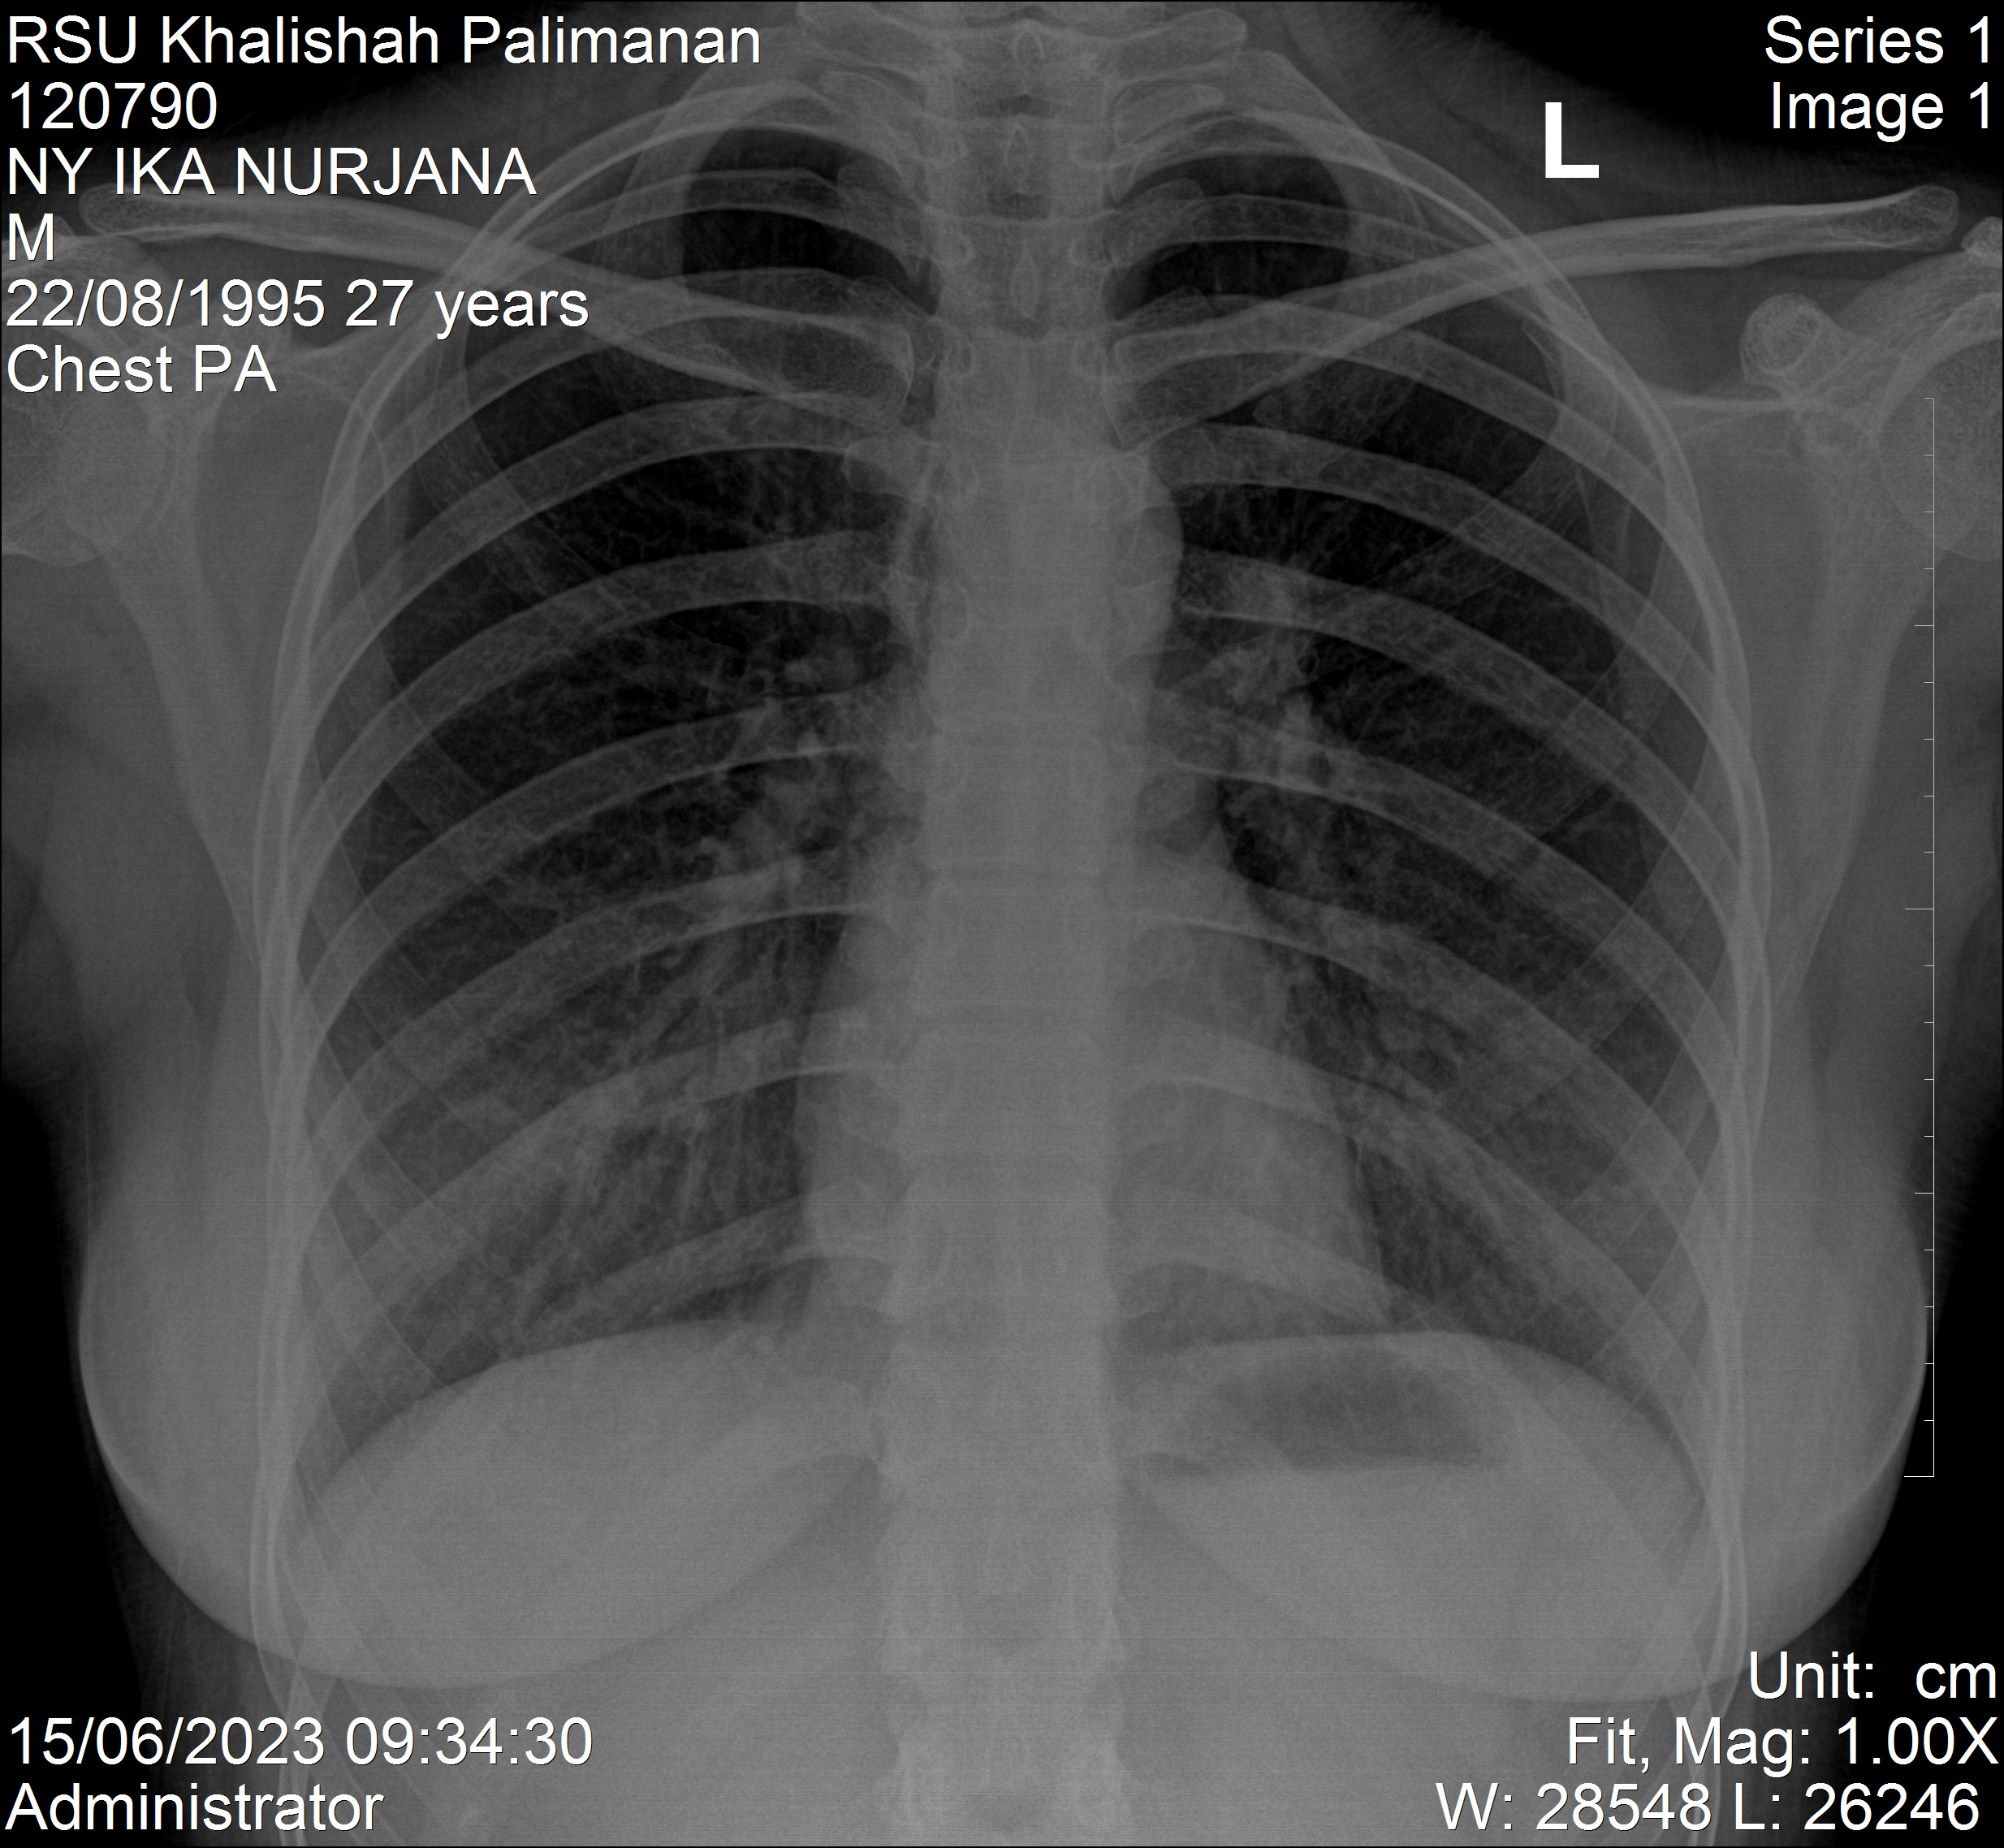 RSU Khalishah Palimanan
120790
NY IKA NURJANA
M
22/08/1995 27 years
Chest PA
Series 1
Image 1
L
15/06/2023 09:34:30
Administrator
Unit: cm
Fit, Mag: 1.00X
W: 28548 L: 26246